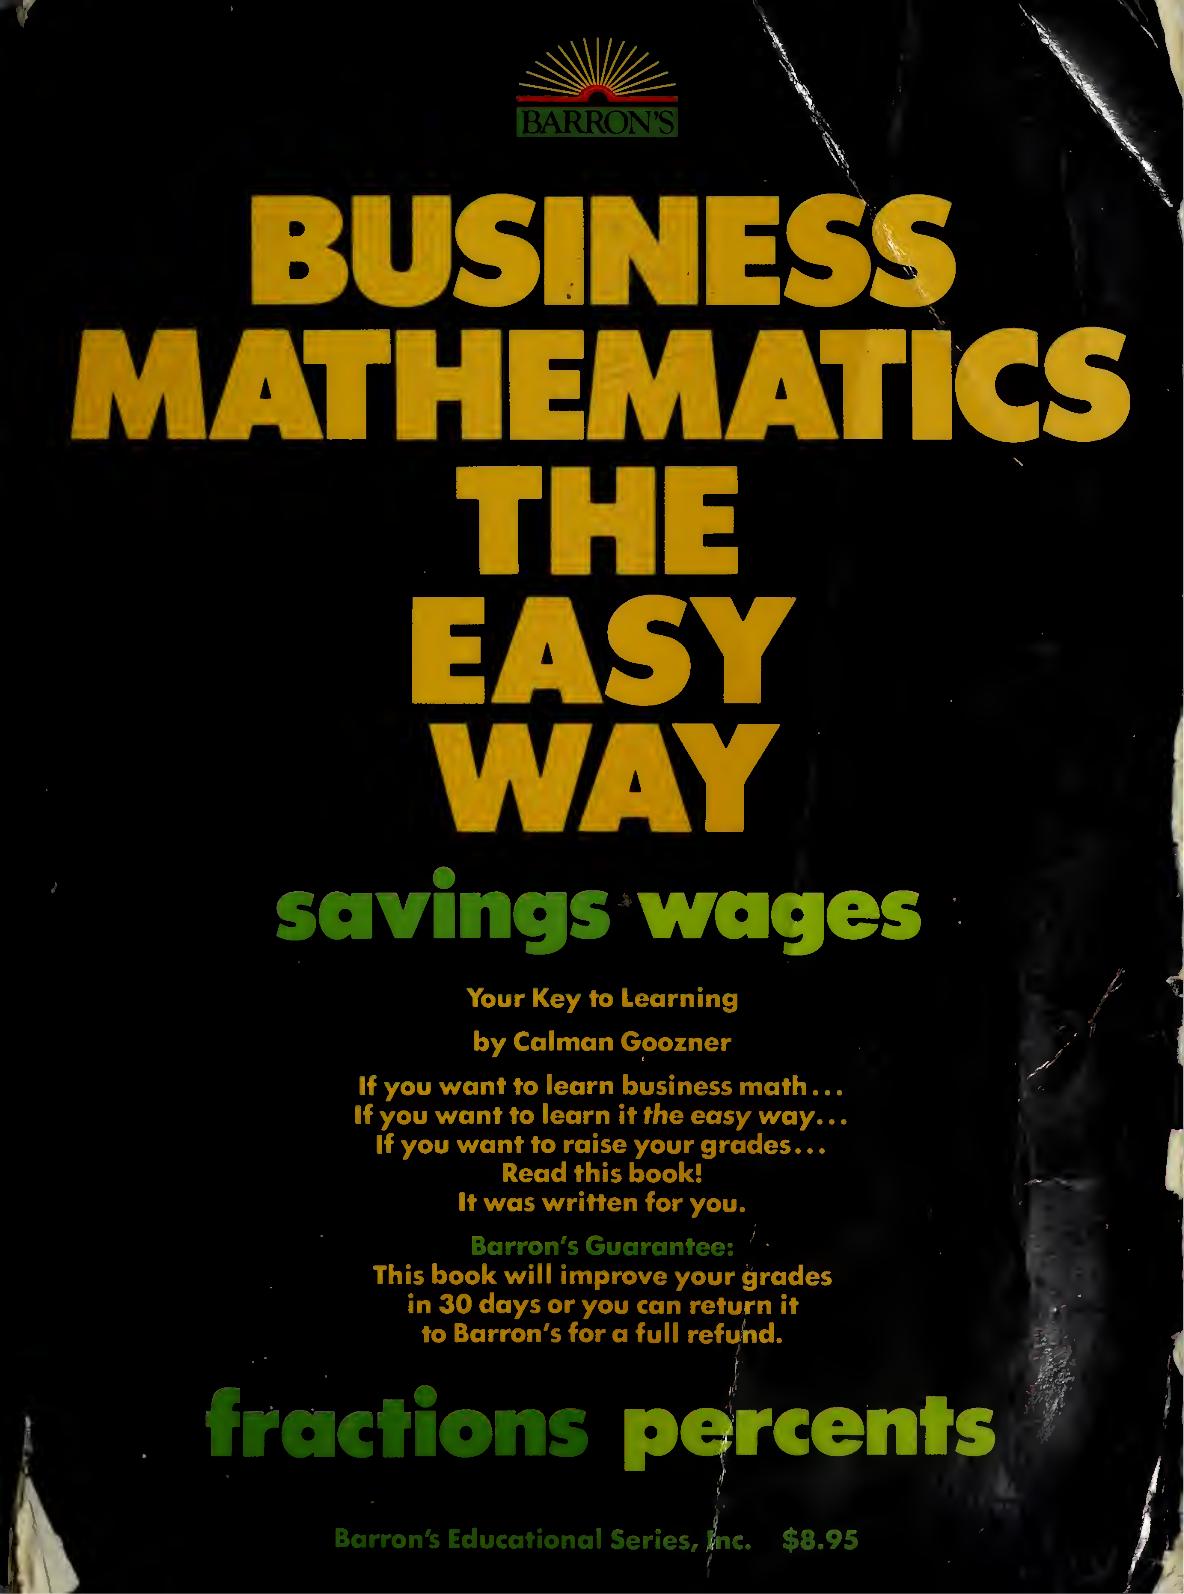 BARRON'S
BUSINESS
MATHEMATICS
THE
EASY
WAY
savings wages
Your Key to Learning
by Calman Goozner
If you want to learn business math...
If you want to learn it the easy way...
If you want to raise your grades...
Read this book!
It was written for you.
Barron's Guarantee:
This book will improve your grades
in 30 days or you can return it
to Barron's for a full refund.
fractions percents
Barron's Educational Series, Inc. $8.95